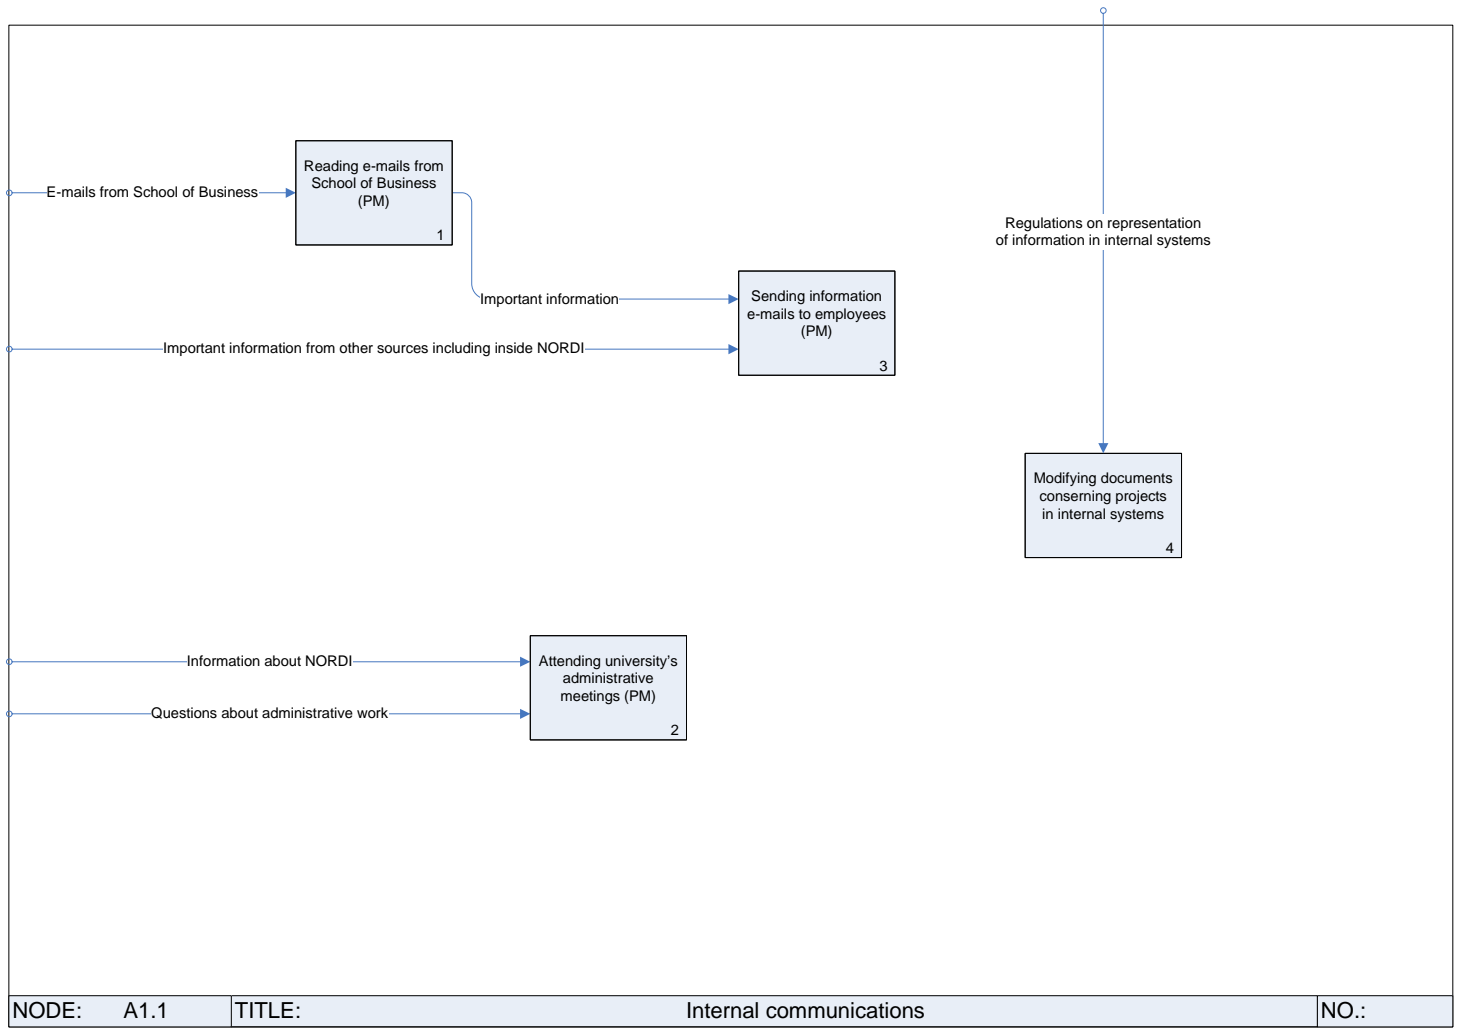 Reading e-mails from
School of Business
(PM)
1
E-mails from School of Business
Regulations on representation
of information in internal systems
Important information
Sending information
e-mails to employees
(PM)
3
Important information from other sources including inside NORDI
Modifying documents
conserning projects
in internal systems
4
Information about NORDI
Attending university’s
administrative
meetings (PM)
2
Questions about administrative work
NODE: A1.1 TITLE: Internal communications NO.: